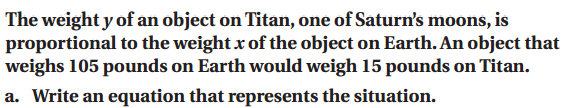 The weight y of an object on Titan, one of Saturn’s moons, is
proportional to the weight x of the object on Earth. An object that
weighs 105 pounds on Earth would weigh 15 pounds on Titan.
a. Write an equation that represents the situation.